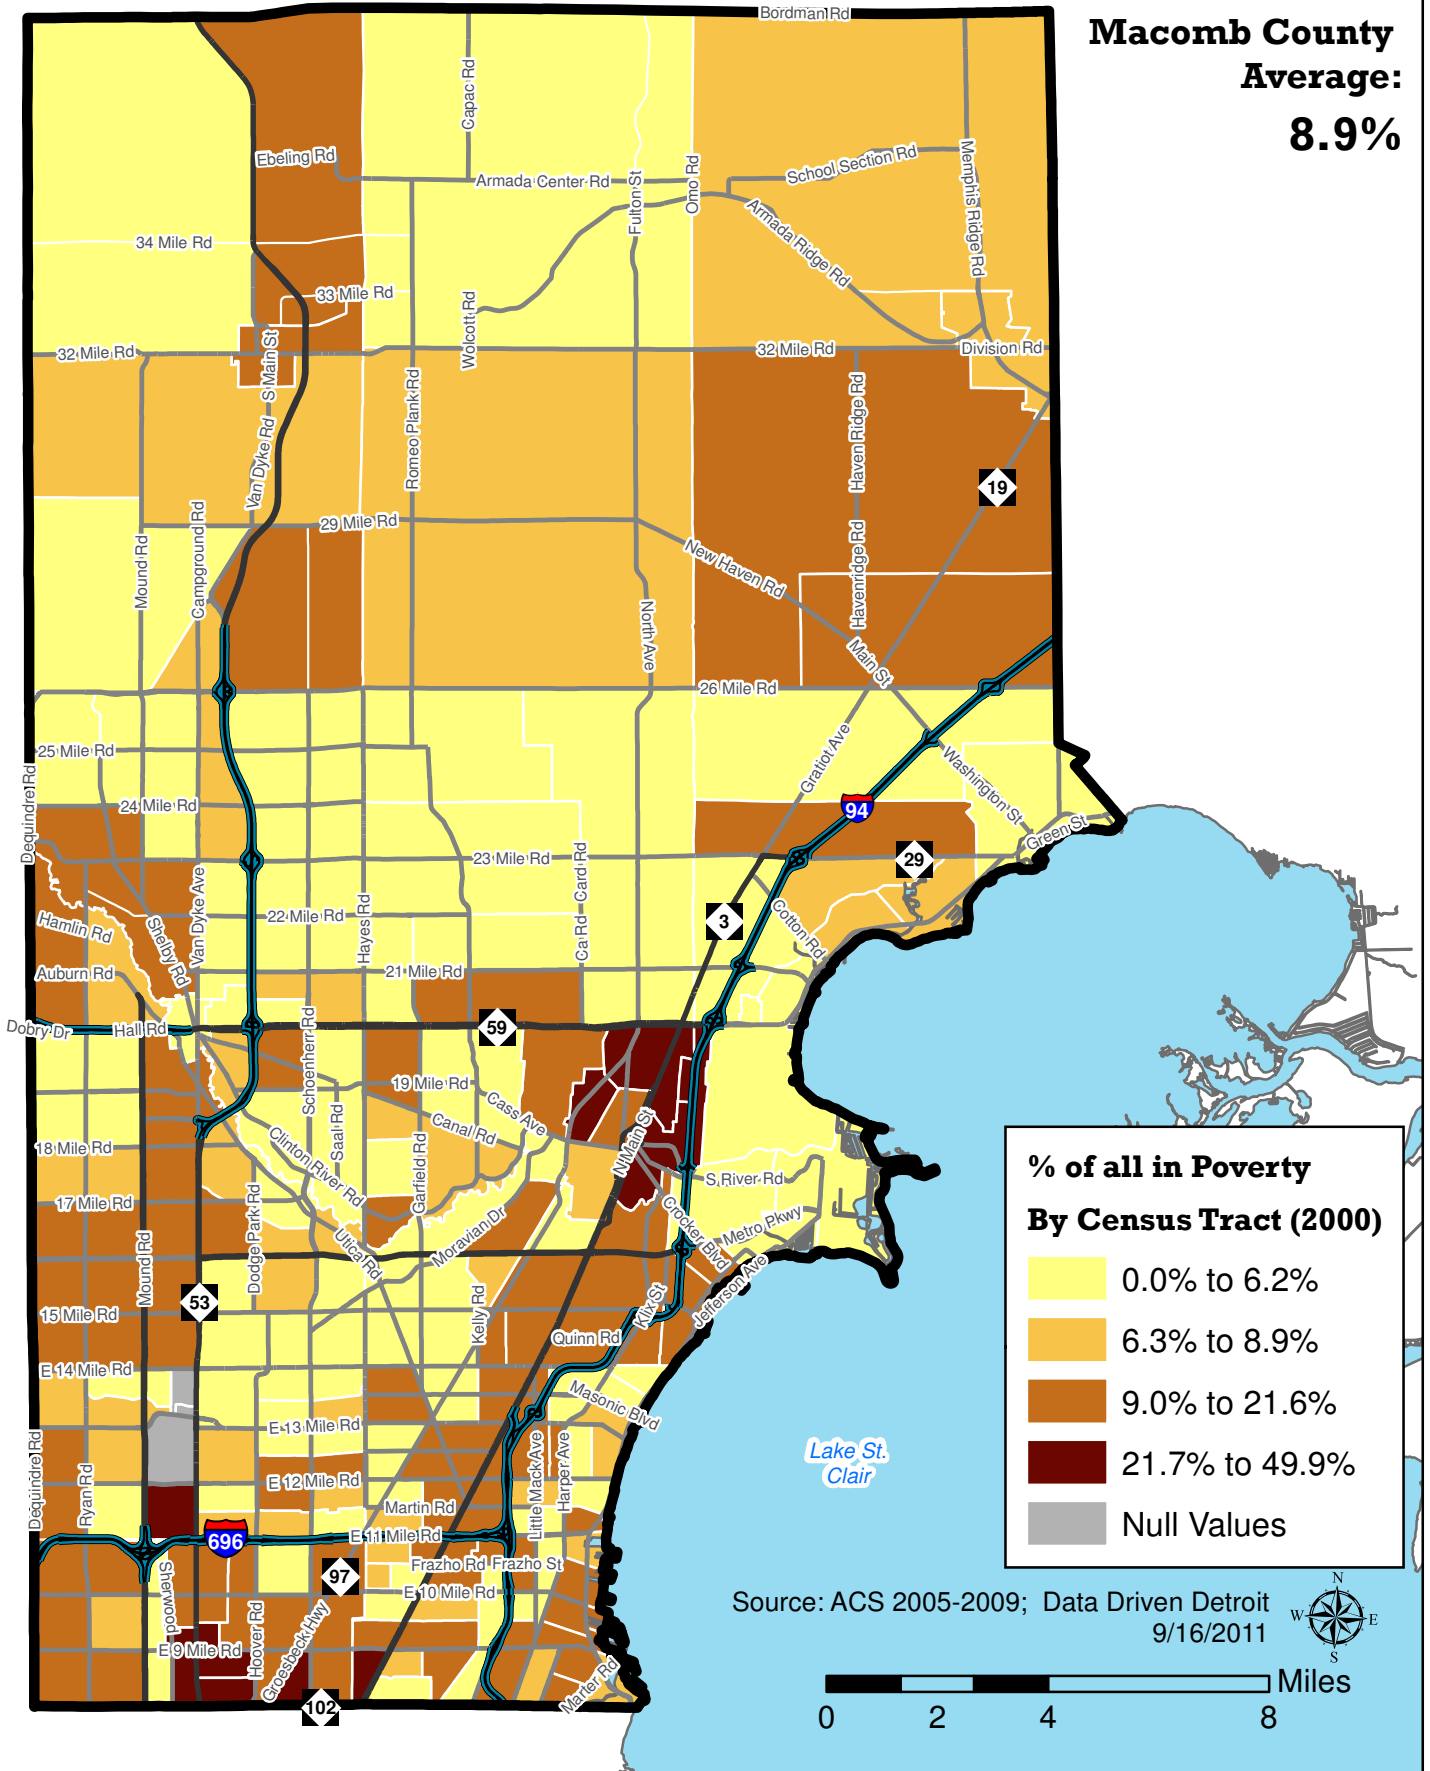 Macomb County
Average:
8.9%
Bordman Rd
Capac Rd
Ebeling Rd
Armada Center Rd
Fulton St
Omo Rd
School Section Rd
Memphis Ridge Rd
Armada Ridge Rd
34 Mile Rd
33 Mile Rd
Wolcott Rd
32 Mile Rd
S Main St
32 Mile Rd
Division Rd
Romeo Plank Rd
Haven Ridge Rd
Van Dyke Rd
19
29 Mile Rd
Campground Rd
Mound Rd
New Haven Rd
Havenridge Rd
North Ave
Main St
26 Mile Rd
25 Mile Rd
Gratiot Ave
Washington St
Dequindre Rd
24 Mile Rd
94
Green St
23 Mile Rd
Card Rd
29
Van Dyke Ave
22 Mile Rd
Hayes Rd
Ca Rd
3
Cotton Rd
Hamlin Rd
Shelby Rd
Auburn Rd
21 Mile Rd
Dobry Dr
Hall Rd
59
Schoenherr Rd
19 Mile Rd
Cass Ave
Canal Rd
Saal Rd
18 Mile Rd
Clinton River Rd
Garfield Rd
N Main St
S River Rd
17 Mile Rd
Dodge Park Rd
Crocker Blvd
Metro Pkwy
Moravian Dr
Utica Rd
Mound Rd
53
Jefferson Ave
15 Mile Rd
Kelly Rd
Klix St
Quinn Rd
E 14 Mile Rd
Masonic Blvd
E 13 Mile Rd
Dequindre Rd
Ryan Rd
E 12 Mile Rd
Little Mack Ave
Harper Ave
Martin Rd
E 11 Mile Rd
696
Frazho Rd
Frazho St
97
E 10 Mile Rd
Sherwood
E 9 Mile Rd
Hoover Rd
Groesbeck Hwy
Marter Rd
102
Lake St.
Clair
% of all in Poverty
By Census Tract (2000)
0.0% to 6.2%
6.3% to 8.9%
9.0% to 21.6%
21.7% to 49.9%
Null Values
Source: ACS 2005-2009; Data Driven Detroit
9/16/2011
N
W
E
S
Miles
0 2 4 8